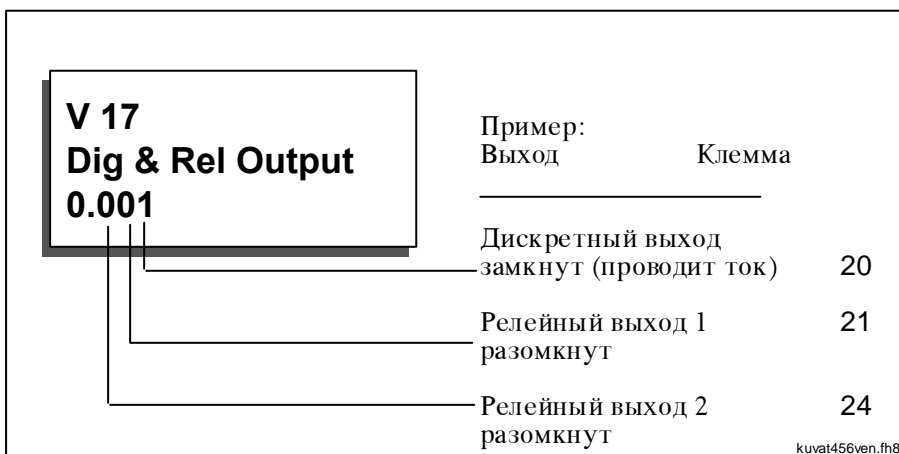 V 17
Dig & Rel Output
0.001
Пример:
Выход Клемма
Дискретный выход
замкнут (проводит ток) 20
Релейный выход 1 21
разомкнут
Релейный выход 2 24
разомкнут
kuvat456ven.fh8